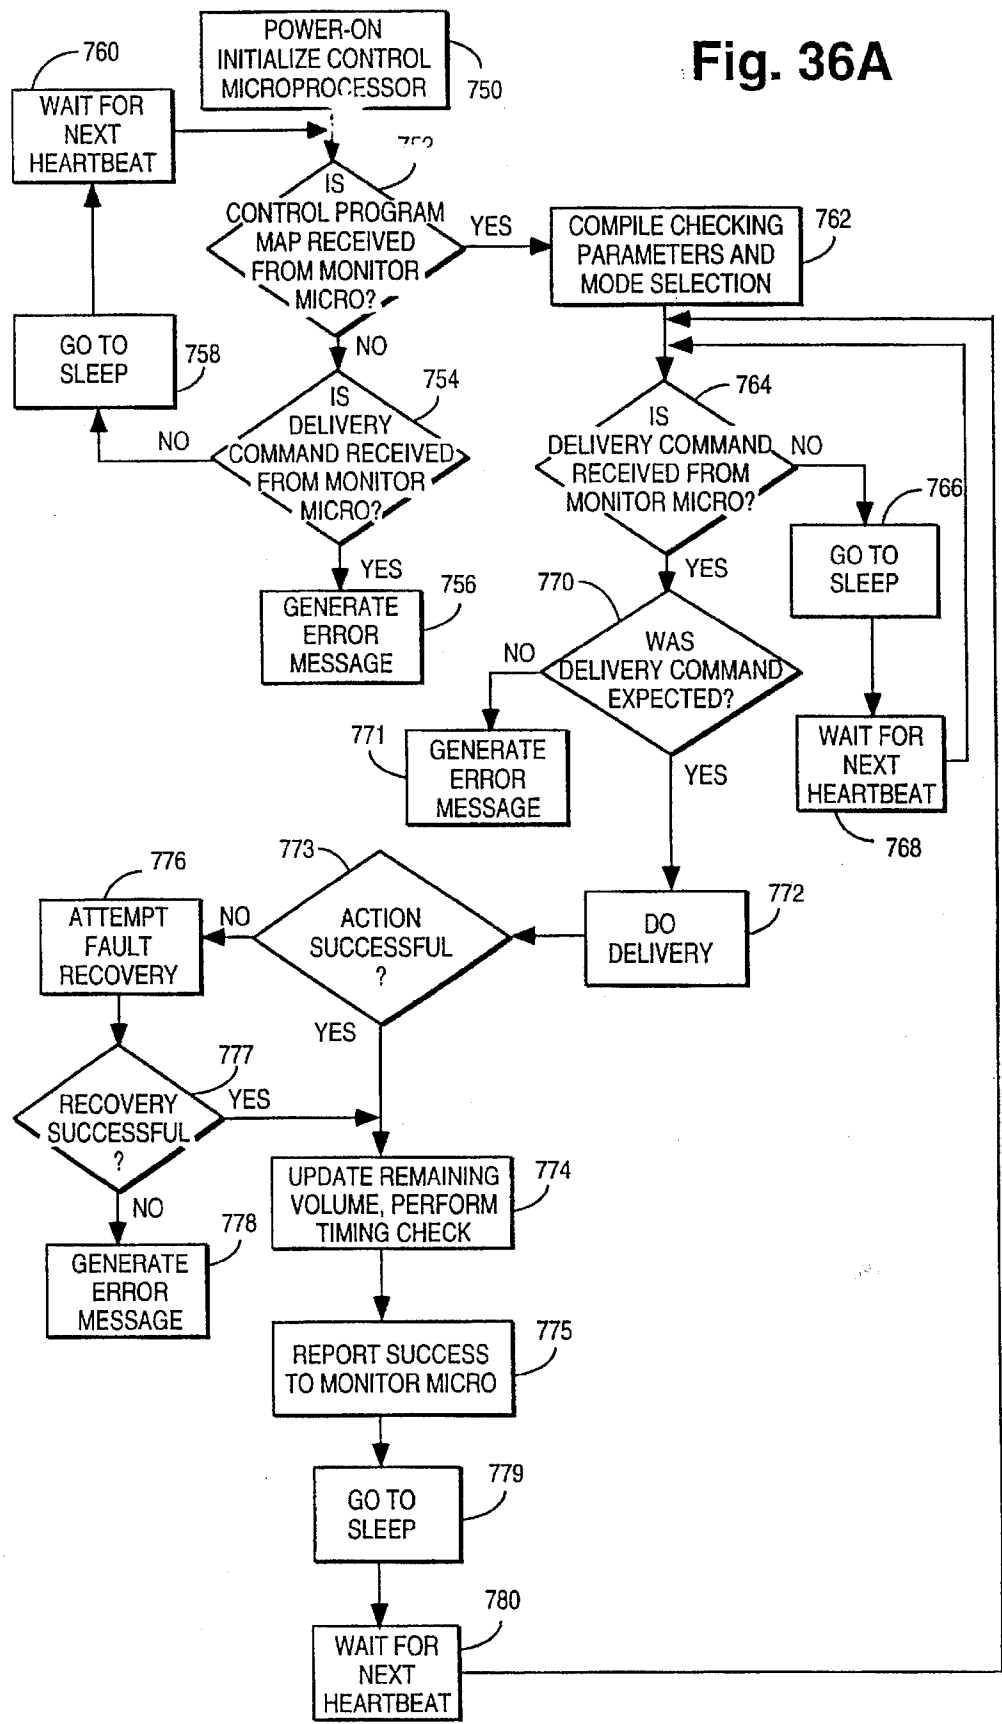 Fig. 36A
POWER-ON
INITIALIZE CONTROL
MICROPROCESSOR
750
760
WAIT FOR
NEXT
HEARTBEAT
IS
CONTROL PROGRAM
MAP RECEIVED
FROM MONITOR
MICRO?
YES
NO
COMPILE CHECKING
PARAMETERS AND
MODE SELECTION
762
GO TO
SLEEP
758
IS
DELIVERY
COMMAND RECEIVED
FROM MONITOR
MICRO?
754
NO
YES
GENERATE
ERROR
MESSAGE
756
IS
DELIVERY COMMAND
RECEIVED FROM
MONITOR MICRO?
764
NO
YES
GO TO
SLEEP
766
WAIT FOR
NEXT
HEARTBEAT
768
770
WAS
DELIVERY COMMAND
EXPECTED?
NO
YES
771
GENERATE
ERROR
MESSAGE
DO
DELIVERY
772
773
ACTION
SUCCESSFUL
?
NO
YES
776
ATTEMPT
FAULT
RECOVERY
777
RECOVERY
SUCCESSFUL
?
YES
NO
GENERATE
ERROR
MESSAGE
778
UPDATE REMAINING
VOLUME, PERFORM
TIMING CHECK
774
REPORT SUCCESS
TO MONITOR MICRO
775
GO TO
SLEEP
779
WAIT FOR
NEXT
HEARTBEAT
780